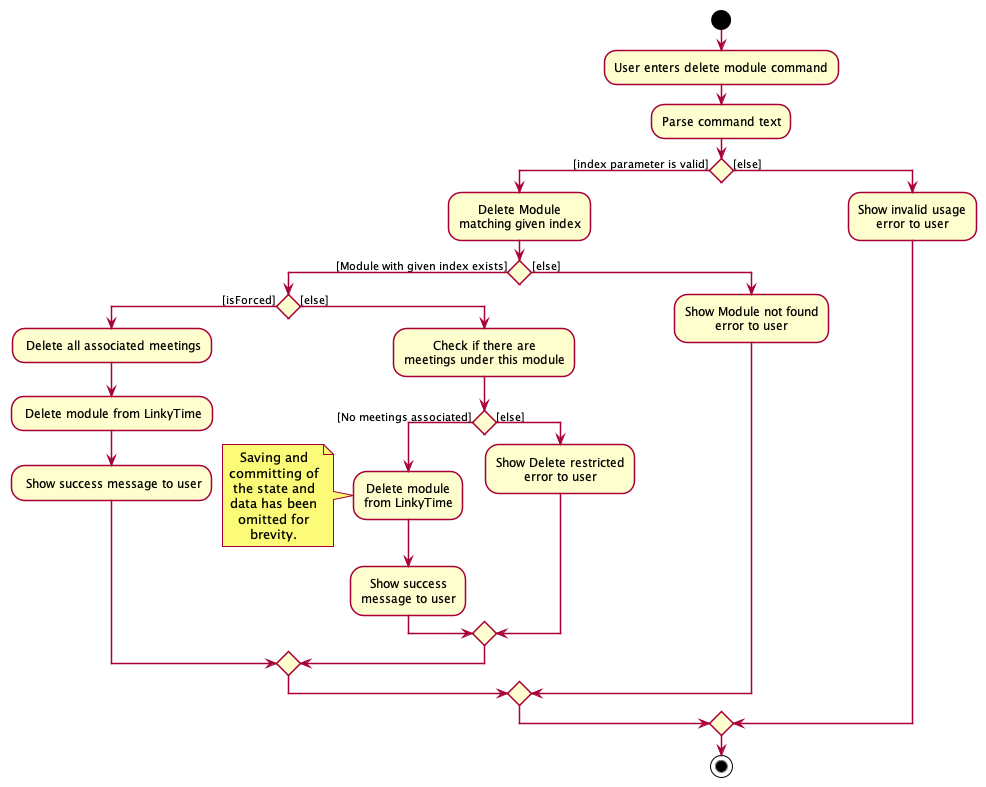 User enters delete module command
Parse command text
[index parameter is valid]
[else]
Delete Module
matching given index
Show invalid usage
error to user
[Module with given index exists]
[else]
[isForced]
[else]
Show Module not found
error to user
Delete all associated meetings
Check if there are
meetings under this module
Delete module from LinkyTime
[No meetings associated]
[else]
Show success message to user
Saving and
committing of
the state and
data has been
omitted for
brevity.
Delete module
from LinkyTime
Show Delete restricted
error to user
Show success
message to user